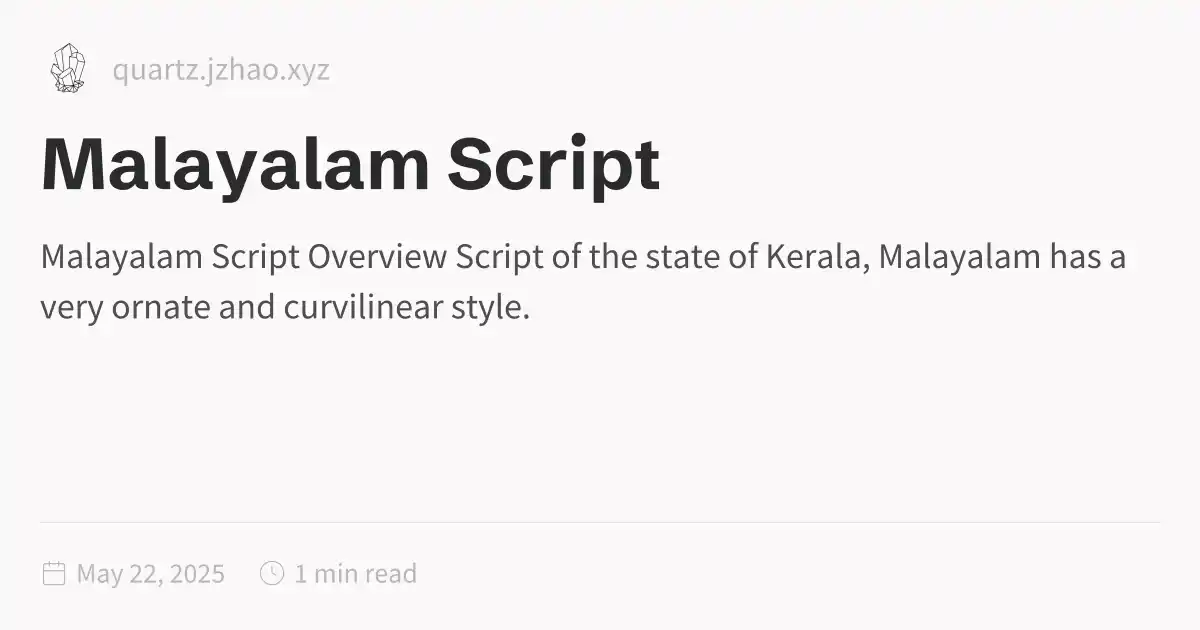 quartz.jzhao.xyz
Malayalam Script
Malayalam Script Overview Script of the state of Kerala, Malayalam has a
very ornate and curvilinear style.
May 22, 2025 1 min read